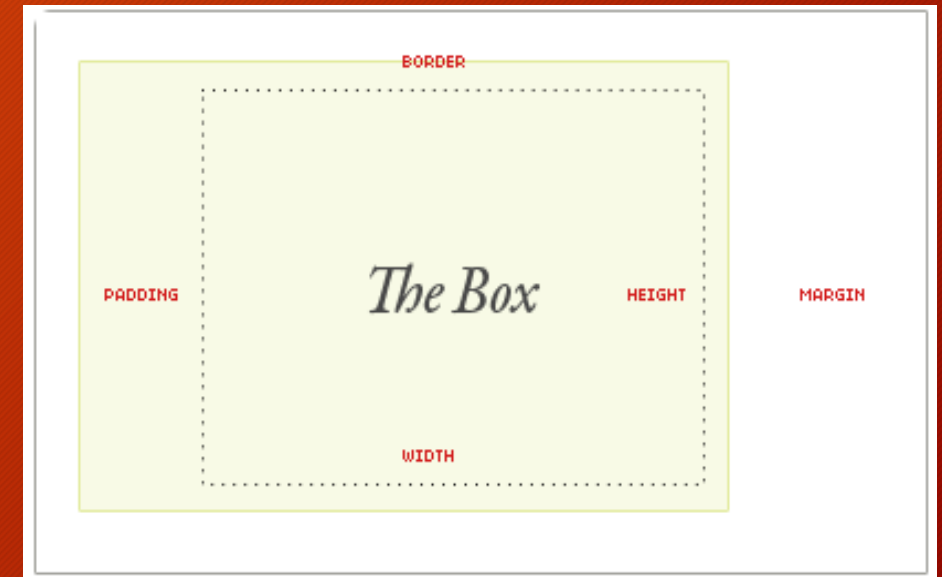 BORDER
PADDING
The Box
HEIGHT
MARGIN
WIDTH